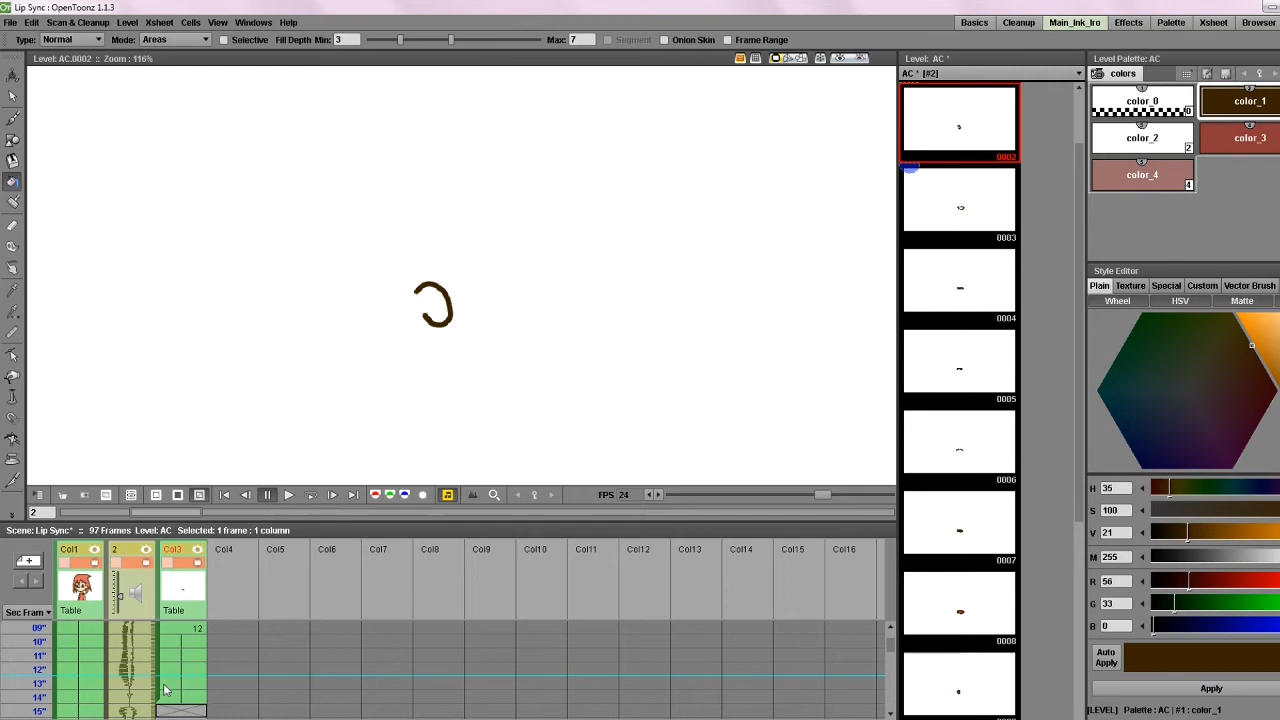 Lip Sync : OpenToonz 1.1.3
File Edit Scan & Cleanup Level Xsheet Cells View Windows Help
Basics Cleanup Main_Ink_Iro Effects Palette Xsheet Browser
Type: Normal Mode: Areas Selective Fill Depth Min: 3 Max: 7 Segment Onion Skin Frame Range
Level: AC.0002 :: Zoom : 116%
Level: AC *
AC * [#2]
0002
0003
0004
0005
0006
0007
0008
Level Palette: AC
colors
color_0 0
color_1
color_2 2
color_3
color_4 4
Style Editor
Plain Texture Special Custom Vector Brush
Wheel HSV Matte
H 35
S 100
V 21
M 255
R 56
G 33
B 0
Auto Apply
Apply
[LEVEL] Palette : AC | #1 : color_1
FPS 24
2
Scene: Lip Sync* :: 97 Frames Level: AC Selected: 1 frame : 1 column
Col1 2 Col3 Col4 Col5 Col6 Col7 Col8 Col9 Col10 Col11 Col12 Col13 Col14 Col15 Col16
Table Table
Sec Fram
09" 12
10"
11"
12"
13"
14"
15"